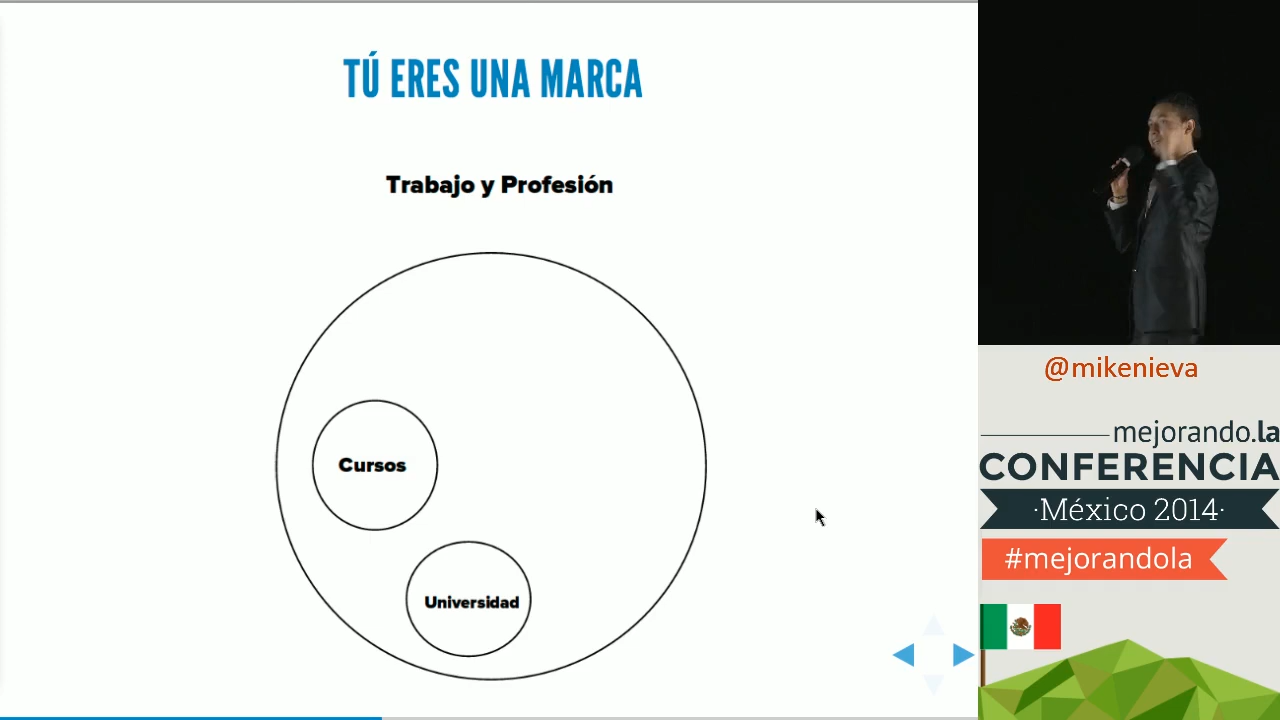 TÚ ERES UNA MARCA
Trabajo y Profesión
Cursos
Universidad
@mikenieva
mejorando.la
CONFERENCIA
·México 2014·
#mejorandola